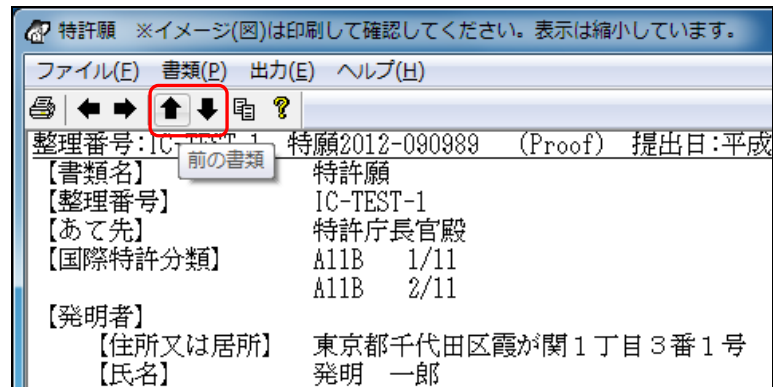 特許願　※イメージ(図)は印刷して確認してください。表示は縮小しています。
ファイル(F)　書類(P)　出力(E)　ヘルプ(H)
整理番号:IC-TEST-1　特願2012-090989　(Proof)　提出日:平成
前の書類
【書類名】　特許願
【整理番号】　IC-TEST-1
【あて先】　特許庁長官殿
【国際特許分類】　A11B　1/11
A11B　2/11
【発明者】
【住所又は居所】　東京都千代田区霞が関１丁目３番１号
【氏名】　発明　一郎